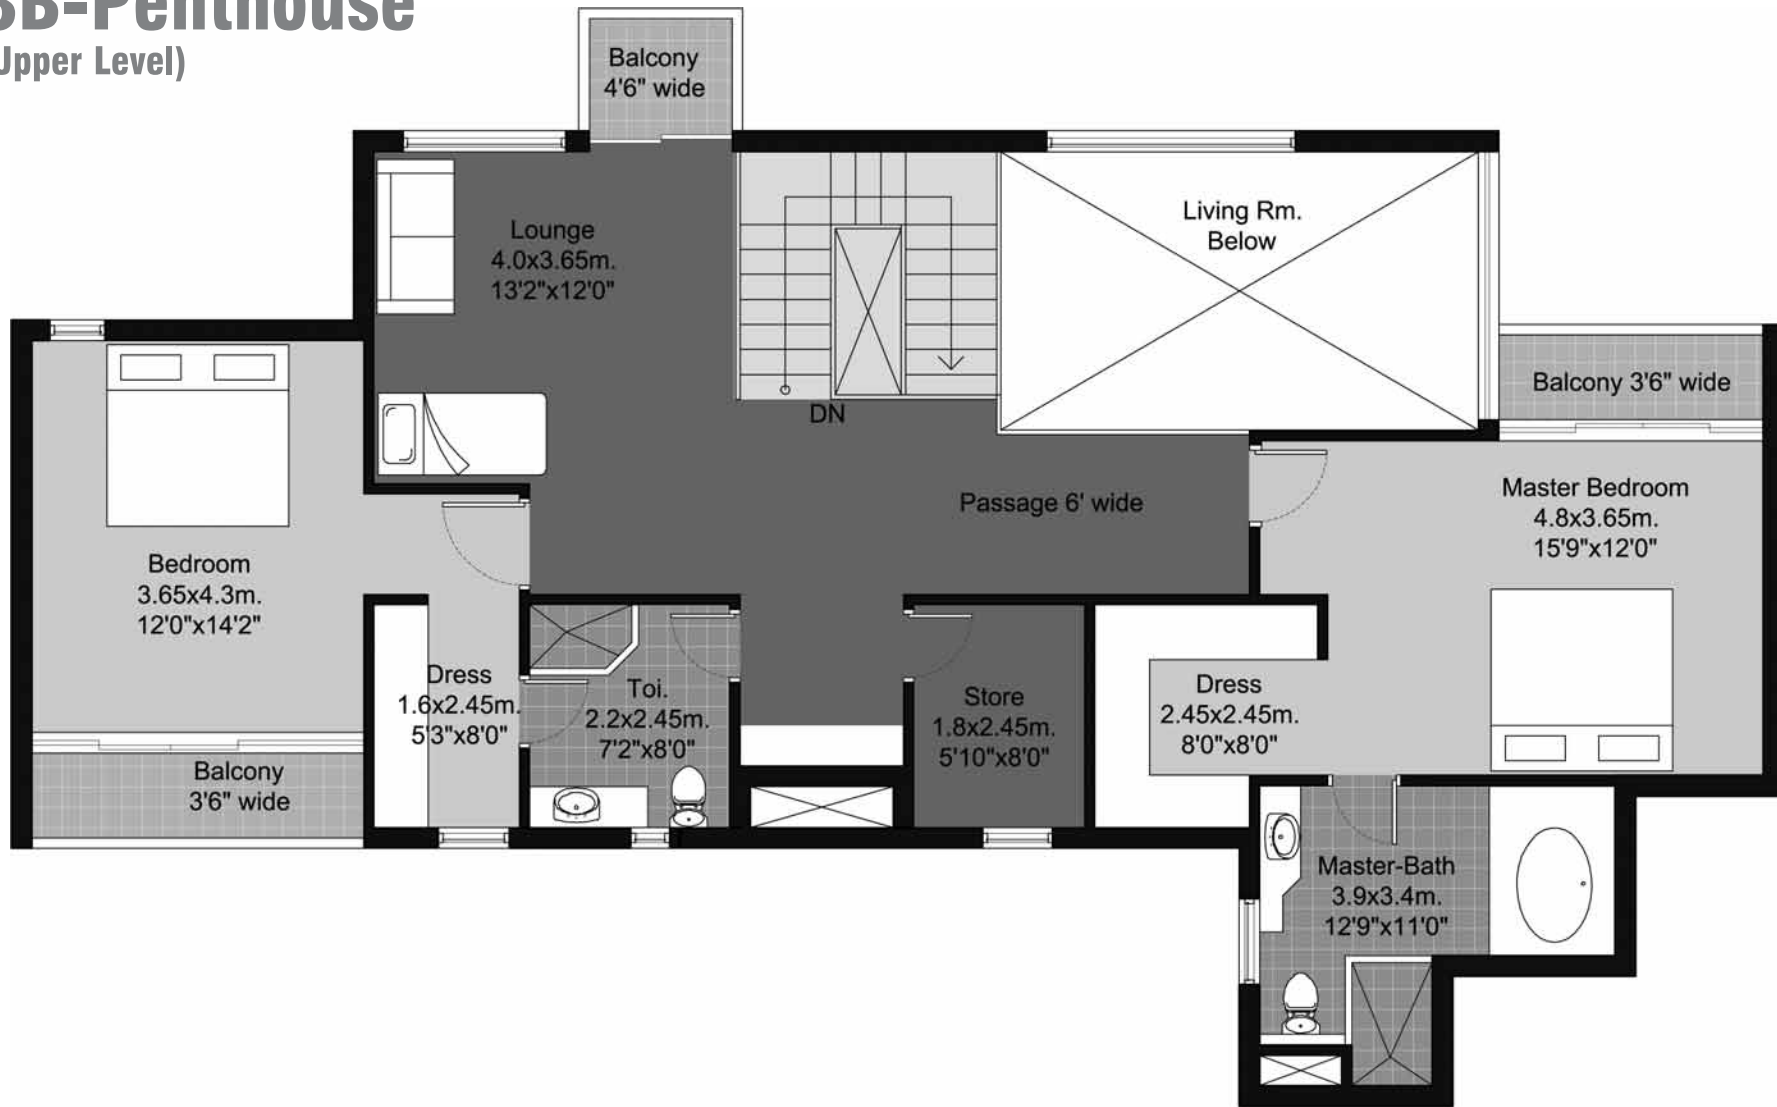 3B-Penthouse
(Upper Level)
Balcony
4'6" wide
Lounge
4.0x3.65m.
13'2"x12'0"
Living Rm.
Below
Balcony 3'6" wide
DN
Passage 6' wide
Master Bedroom
4.8x3.65m.
15'9"x12'0"
Bedroom
3.65x4.3m.
12'0"x14'2"
Dress
1.6x2.45m.
5'3"x8'0"
Toi.
2.2x2.45m.
7'2"x8'0"
Store
1.8x2.45m.
5'10"x8'0"
Dress
2.45x2.45m.
8'0"x8'0"
Balcony
3'6" wide
Master-Bath
3.9x3.4m.
12'9"x11'0"